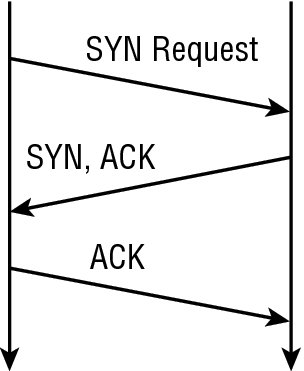 SYN Request
SYN, ACK
ACK